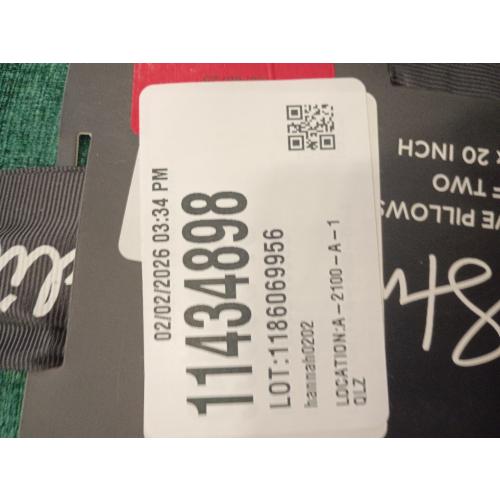 02/02/2026 03:34 PM
11434898
LOT:1186069956
hannah0202
LOCATION:A-2100-A-1
QLZ
VE PILLOWS
F TWO
x 20 INCH